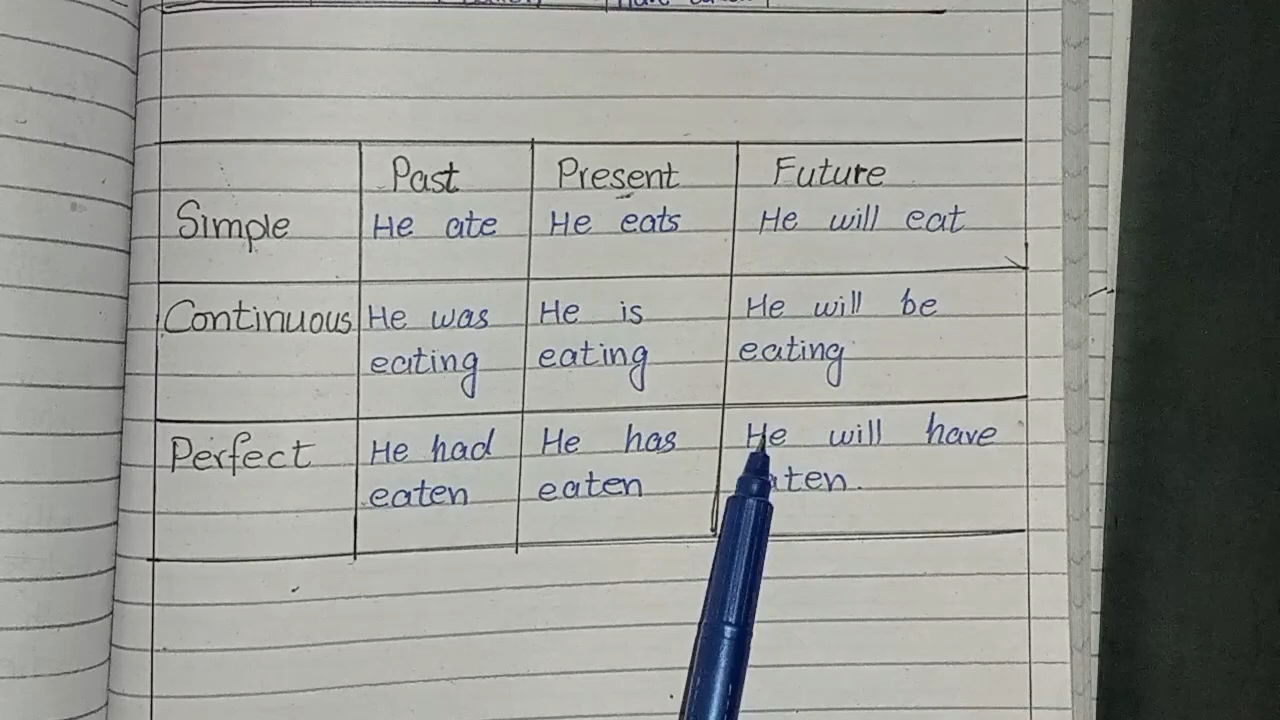 Past Present Future
Simple He ate He eats He will eat
Continuous He was He is He will be
eating eating eating
Perfect He had He has He will have
eaten eaten